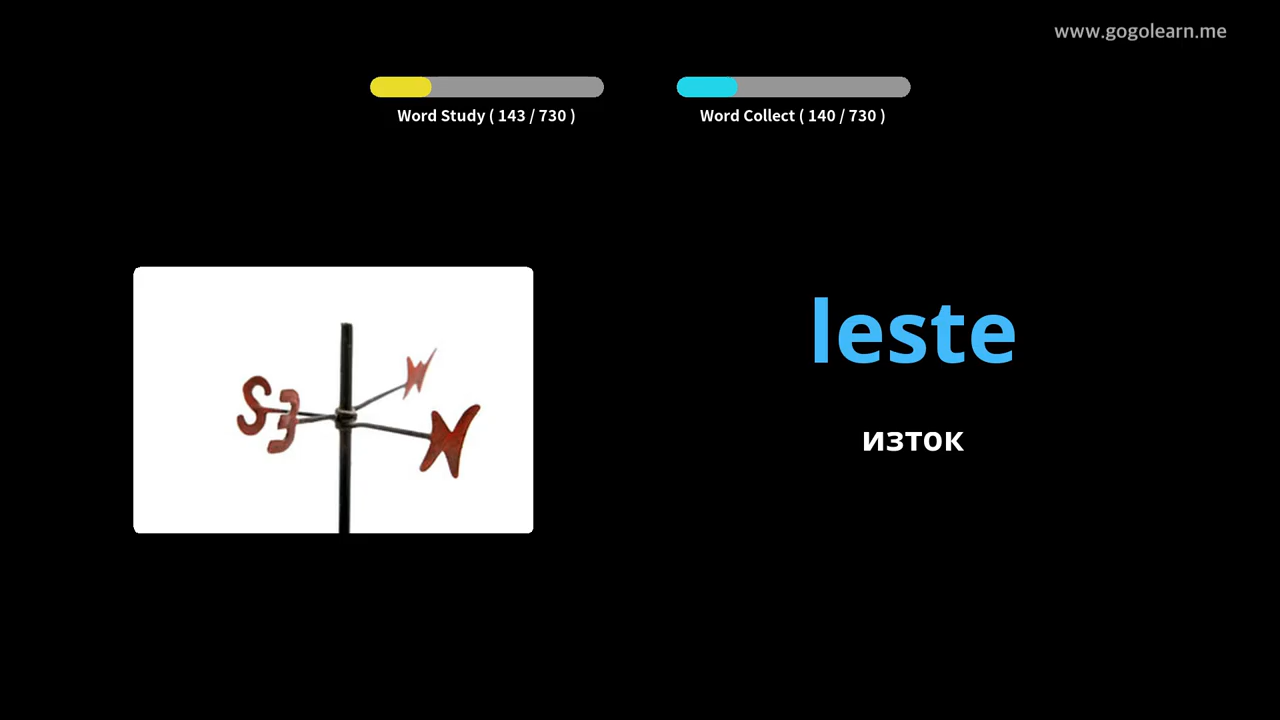 www.gogolearn.me
Word Study ( 143 / 730 )
Word Collect ( 140 / 730 )
leste
изток
S E W N